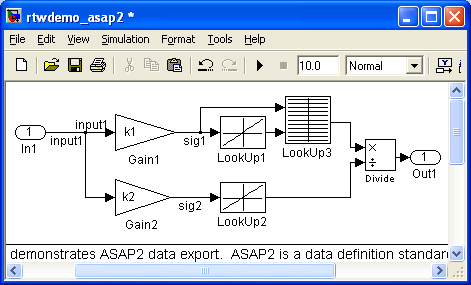 rtwdemo_asap2 *
File Edit View Simulation Format Tools Help
10.0 Normal
input1
1
k1
input1
In1
sig1
LookUp1
LookUp3
Gain1
×
÷
1
Divide
Out1
k2
sig2
LookUp2
Gain2
demonstrates ASAP2 data export. ASAP2 is a data definition standard